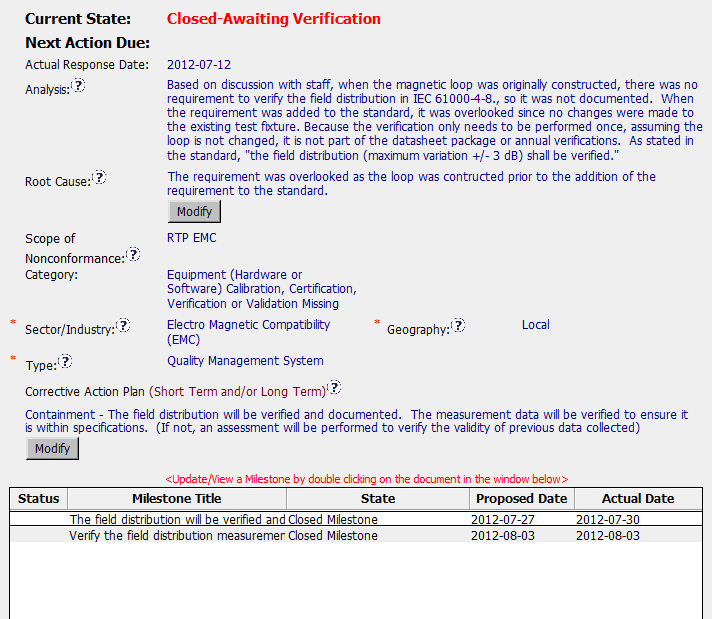 Current State: Closed-Awaiting Verification
Next Action Due:
Actual Response Date: 2012-07-12
Analysis: ? Based on discussion with staff, when the magnetic loop was originally constructed, there was no
requirement to verify the field distribution in IEC 61000-4-8., so it was not documented. When
the requirement was added to the standard, it was overlooked since no changes were made to
the existing test fixture. Because the verification only needs to be performed once, assuming the
loop is not changed, it is not part of the datasheet package or annual verifications. As stated in
the standard, "the field distribution (maximum variation +/- 3 dB) shall be verified."
Root Cause: ? The requirement was overlooked as the loop was contructed prior to the addition of the
requirement to the standard.
Modify
Scope of RTP EMC
Nonconformance: ?
Category: Equipment (Hardware or
Software) Calibration, Certification,
Verification or Validation Missing
* Sector/Industry: ? Electro Magnetic Compatibility * Geography: ? Local
(EMC)
* Type: ? Quality Management System
Corrective Action Plan (Short Term and/or Long Term) ?
Containment - The field distribution will be verified and documented. The measurement data will be verified to ensure it
is within specifications. (If not, an assessment will be performed to verify the validity of previous data collected)
Modify
<Update/View a Milestone by double clicking on the document in the window below>
Status Milestone Title State Proposed Date Actual Date
The field distribution will be verified and Closed Milestone 2012-07-27 2012-07-30
Verify the field distribution measuremer Closed Milestone 2012-08-03 2012-08-03